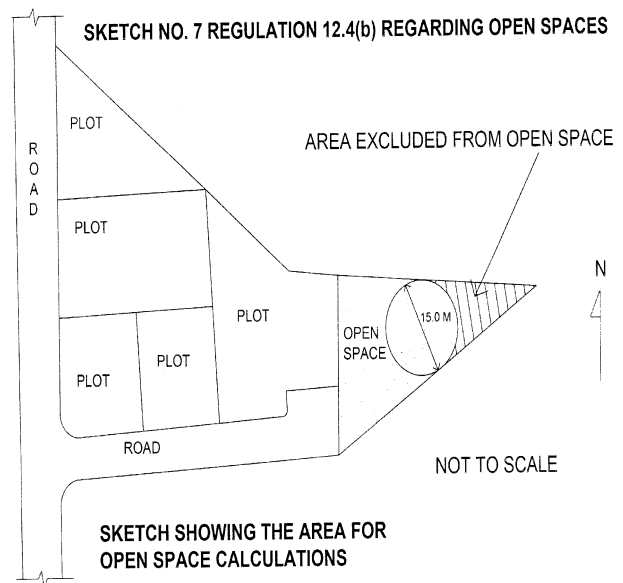 SKETCH NO. 7 REGULATION 12.4(b) REGARDING OPEN SPACES
PLOT
AREA EXCLUDED FROM OPEN SPACE
ROAD
PLOT
N
PLOT
15.0 M
OPEN
SPACE
PLOT
PLOT
ROAD
NOT TO SCALE
SKETCH SHOWING THE AREA FOR
OPEN SPACE CALCULATIONS